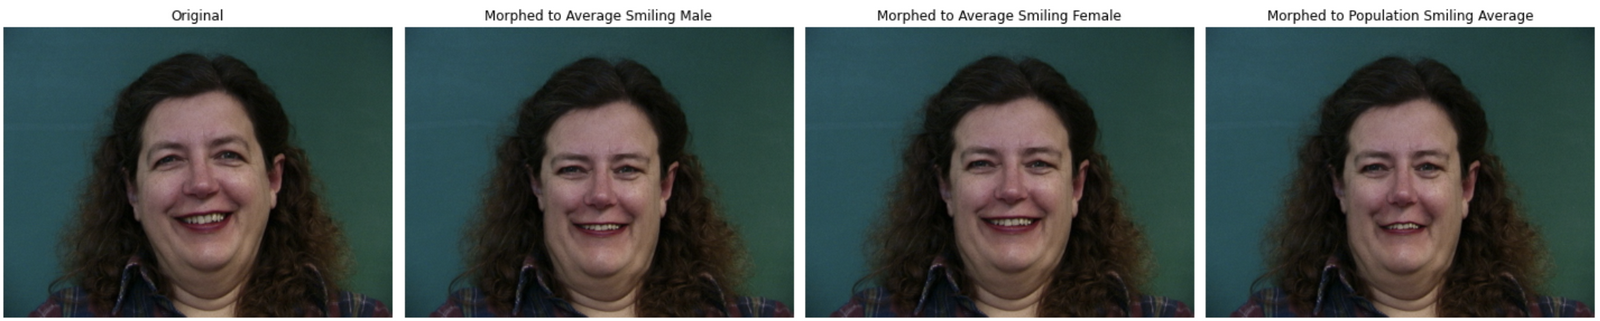 Original
Morphed to Average Smiling Male
Morphed to Average Smiling Female
Morphed to Population Smiling Average